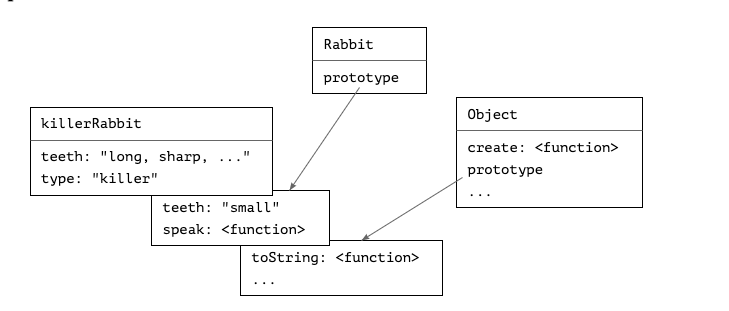 Rabbit
prototype
killerRabbit
teeth: "long, sharp, ..."
type: "killer"
Object
create: <function>
prototype
...
teeth: "small"
speak: <function>
toString: <function>
...